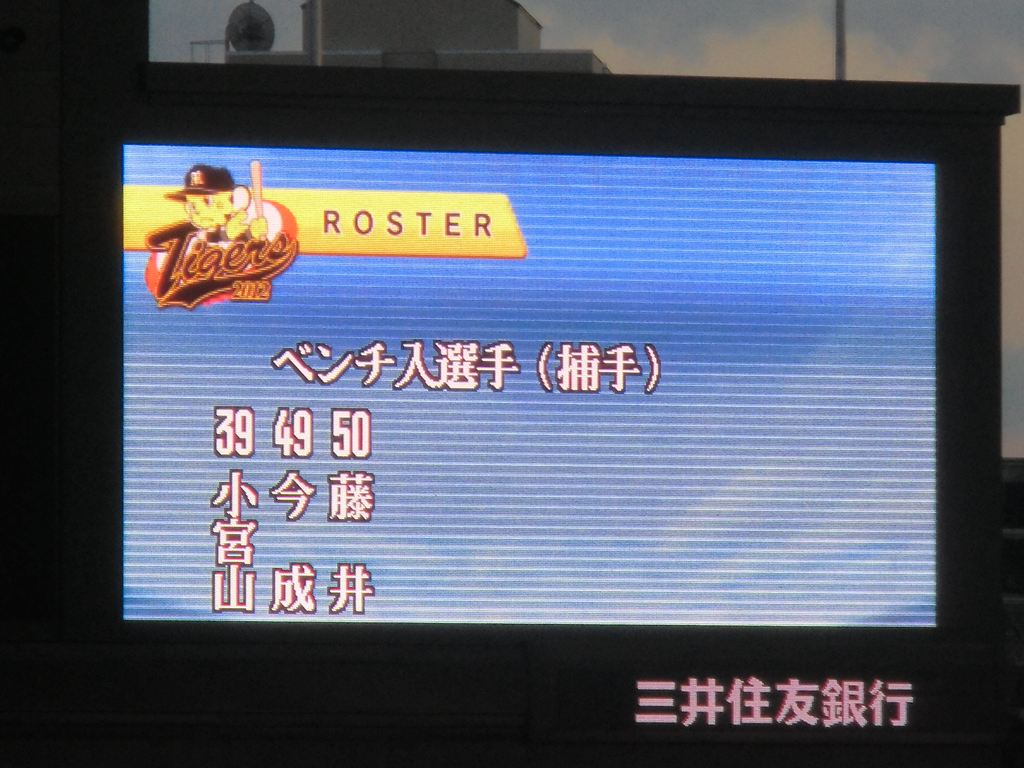 ROSTER
Tigers
2012
ベンチ入選手(捕手)
39 49 50
小宮山
今成
藤井
三井住友銀行